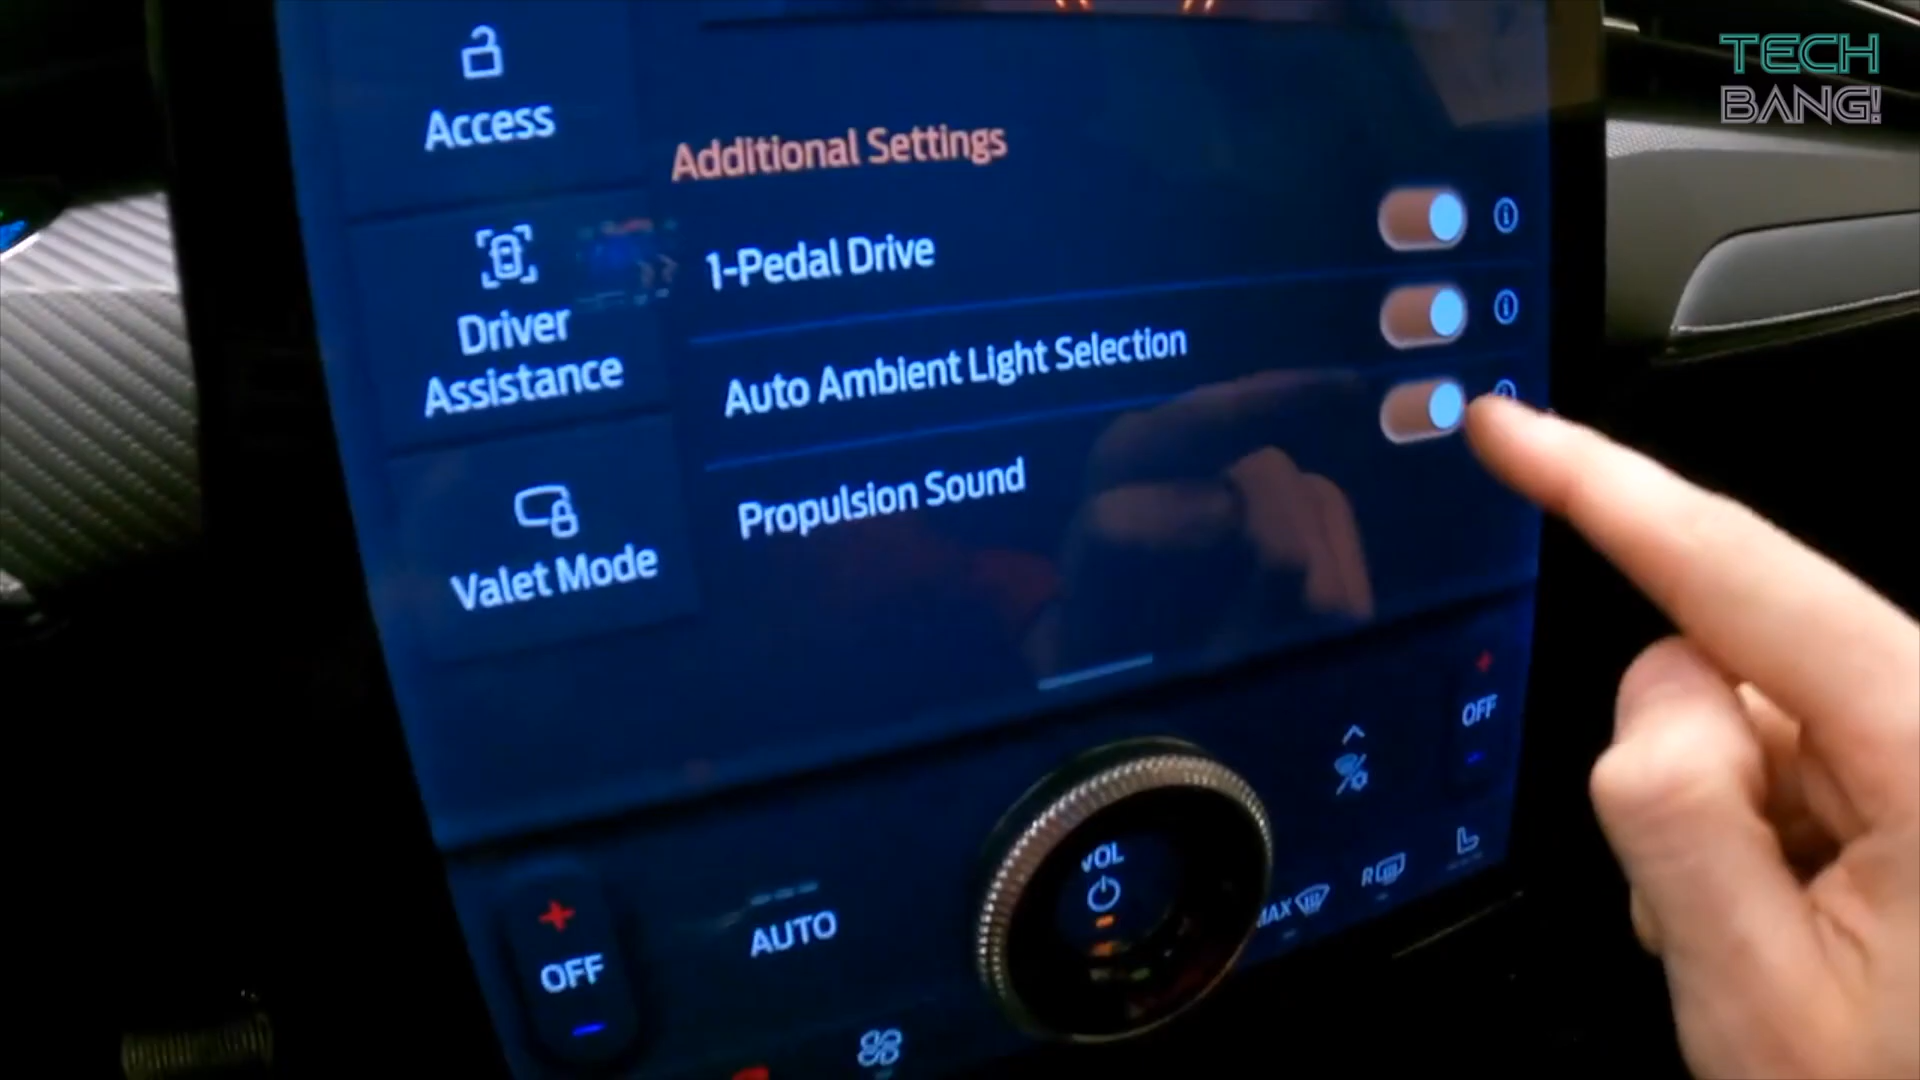 TECH
BANG!
Access
Additional Settings
1-Pedal Drive
Driver
Assistance
Auto Ambient Light Selection
Propulsion Sound
Valet Mode
OFF
VOL
MAX
R
AUTO
OFF